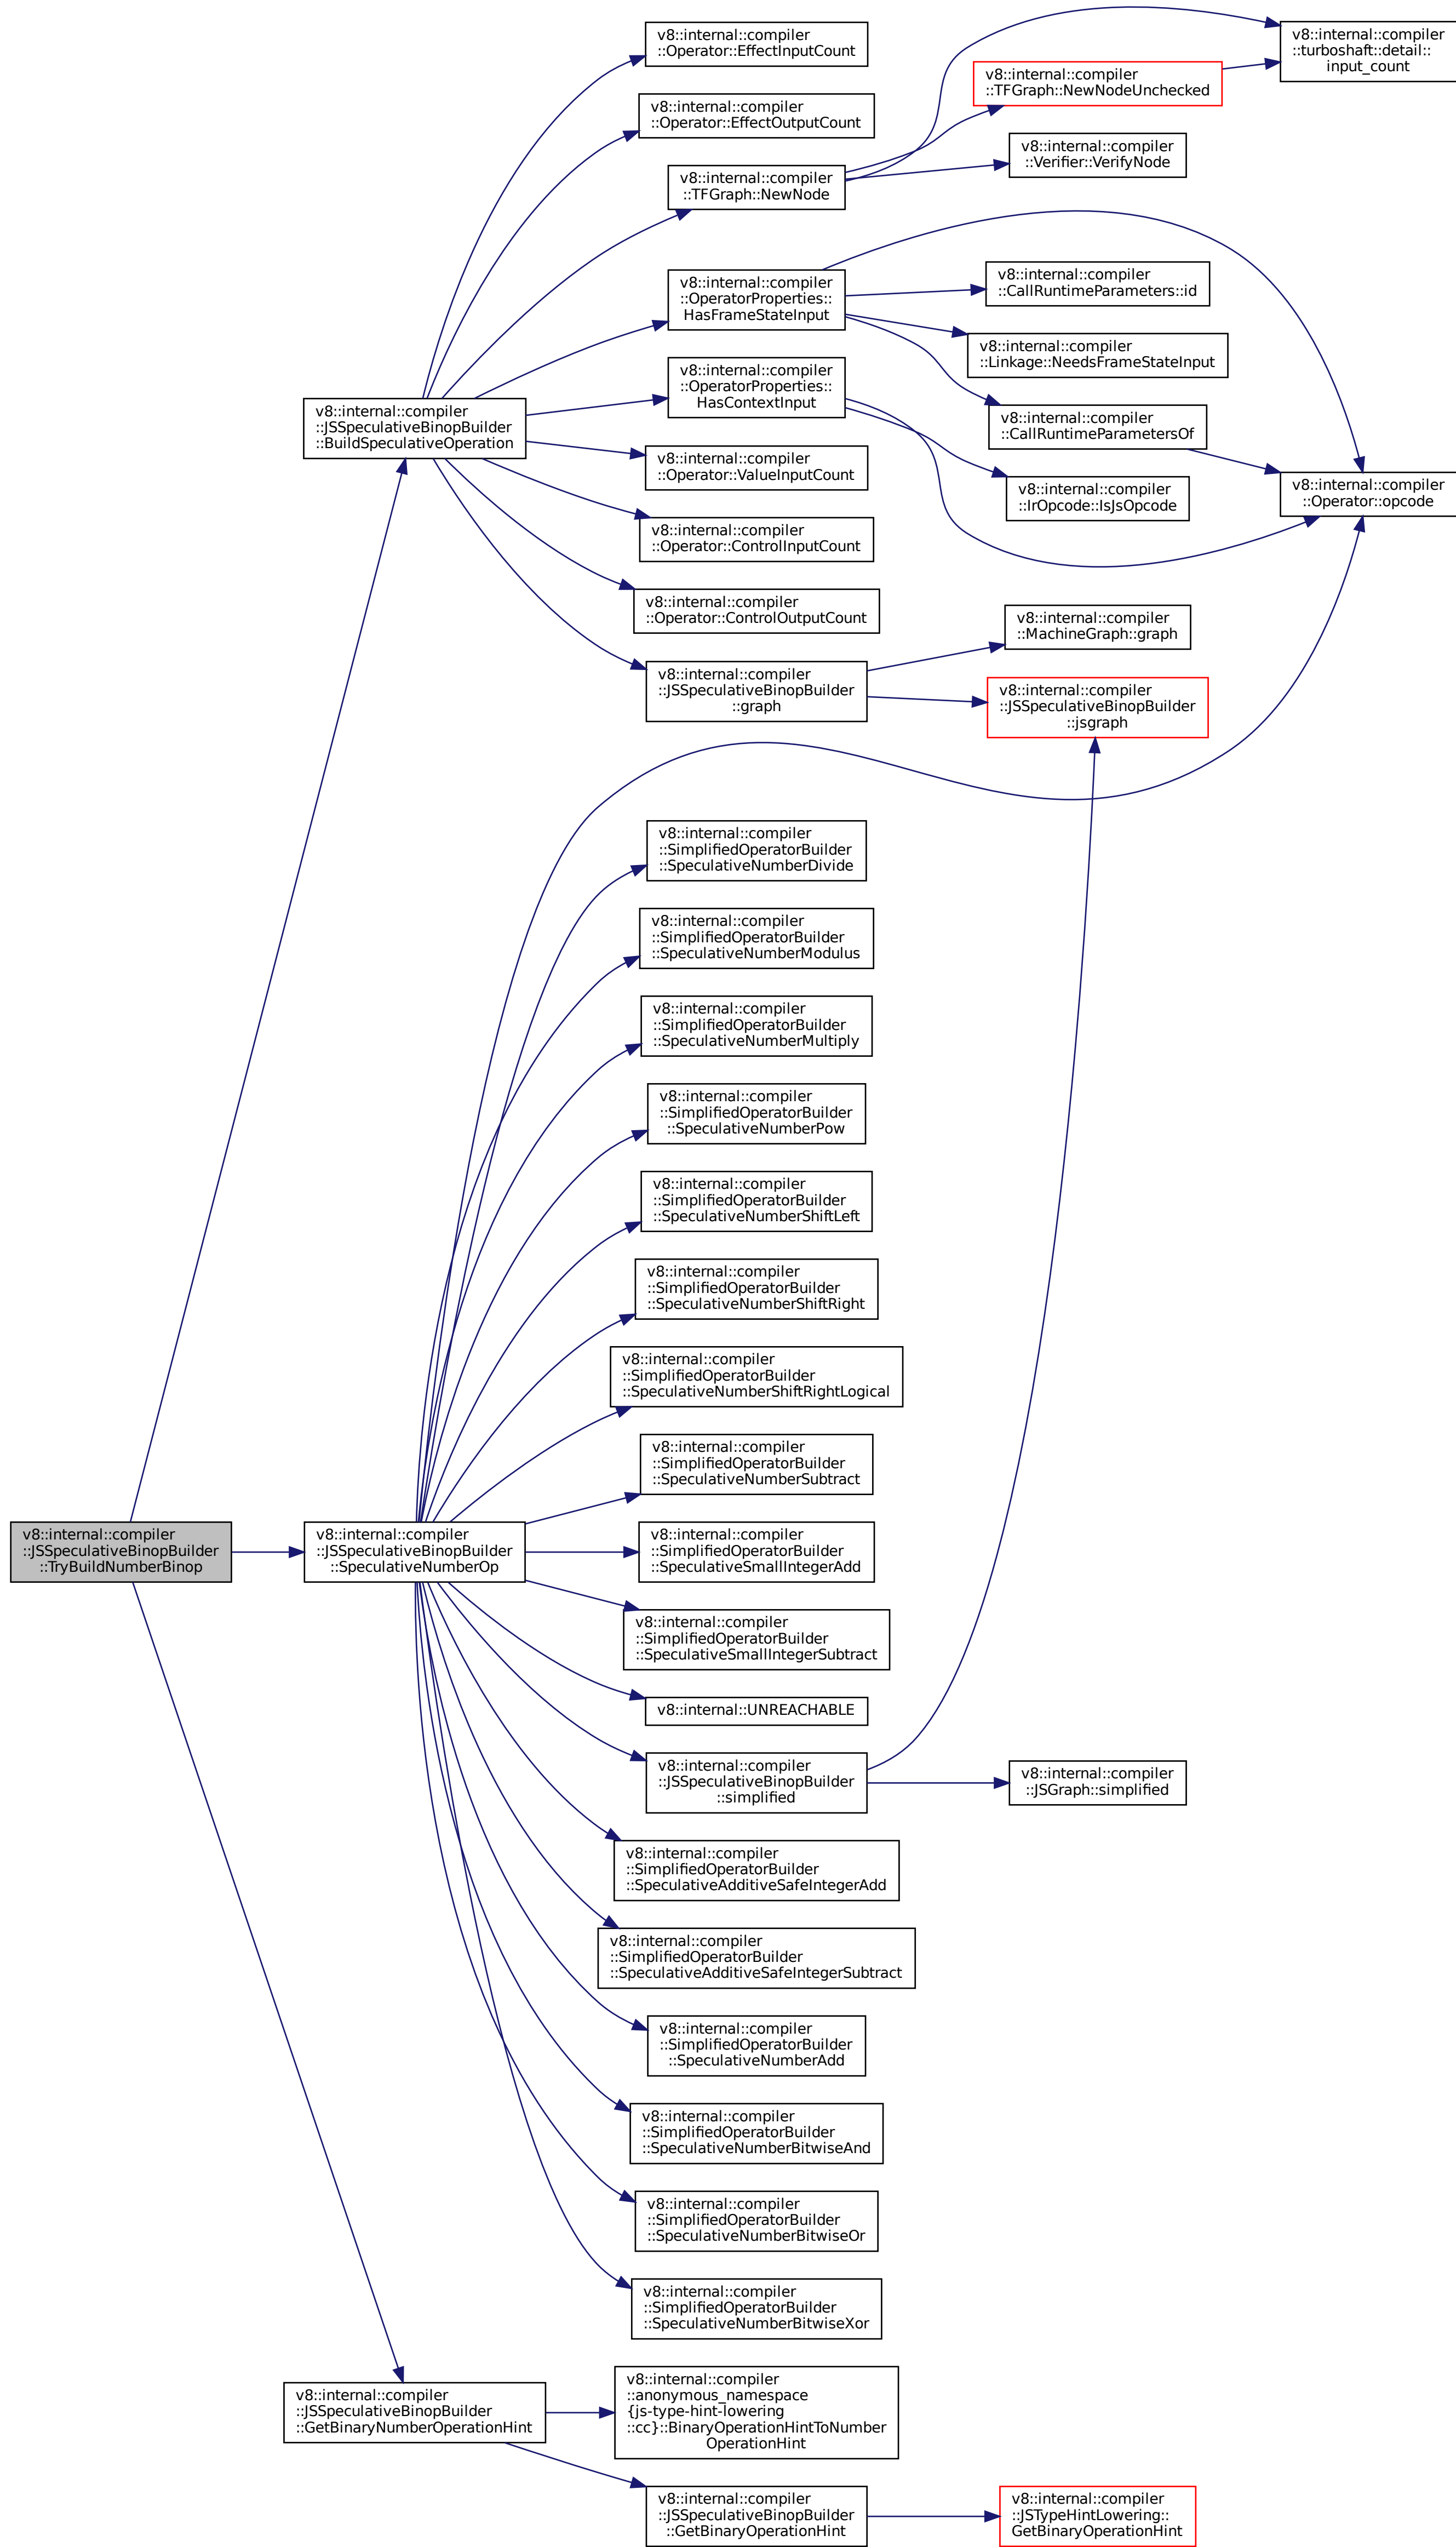 v8::internal::compiler
::Operator::EffectInputCount
v8::internal::compiler
::turboshaft::detail::
input_count
v8::internal::compiler
::TFGraph::NewNodeUnchecked
v8::internal::compiler
::Operator::EffectOutputCount
v8::internal::compiler
::Verifier::VerifyNode
v8::internal::compiler
::TFGraph::NewNode
v8::internal::compiler
::OperatorProperties::
HasFrameStateInput
v8::internal::compiler
::CallRuntimeParameters::id
v8::internal::compiler
::Linkage::NeedsFrameStateInput
v8::internal::compiler
::OperatorProperties::
HasContextInput
v8::internal::compiler
::JSSpeculativeBinopBuilder
::BuildSpeculativeOperation
v8::internal::compiler
::CallRuntimeParametersOf
v8::internal::compiler
::Operator::ValueInputCount
v8::internal::compiler
::IrOpcode::IsJsOpcode
v8::internal::compiler
::Operator::opcode
v8::internal::compiler
::Operator::ControlInputCount
v8::internal::compiler
::Operator::ControlOutputCount
v8::internal::compiler
::MachineGraph::graph
v8::internal::compiler
::JSSpeculativeBinopBuilder
::graph
v8::internal::compiler
::JSSpeculativeBinopBuilder
::jsgraph
v8::internal::compiler
::SimplifiedOperatorBuilder
::SpeculativeNumberDivide
v8::internal::compiler
::SimplifiedOperatorBuilder
::SpeculativeNumberModulus
v8::internal::compiler
::SimplifiedOperatorBuilder
::SpeculativeNumberMultiply
v8::internal::compiler
::SimplifiedOperatorBuilder
::SpeculativeNumberPow
v8::internal::compiler
::SimplifiedOperatorBuilder
::SpeculativeNumberShiftLeft
v8::internal::compiler
::SimplifiedOperatorBuilder
::SpeculativeNumberShiftRight
v8::internal::compiler
::SimplifiedOperatorBuilder
::SpeculativeNumberShiftRightLogical
v8::internal::compiler
::SimplifiedOperatorBuilder
::SpeculativeNumberSubtract
v8::internal::compiler
::JSSpeculativeBinopBuilder
::TryBuildNumberBinop
v8::internal::compiler
::JSSpeculativeBinopBuilder
::SpeculativeNumberOp
v8::internal::compiler
::SimplifiedOperatorBuilder
::SpeculativeSmallIntegerAdd
v8::internal::compiler
::SimplifiedOperatorBuilder
::SpeculativeSmallIntegerSubtract
v8::internal::UNREACHABLE
v8::internal::compiler
::JSSpeculativeBinopBuilder
::simplified
v8::internal::compiler
::JSGraph::simplified
v8::internal::compiler
::SimplifiedOperatorBuilder
::SpeculativeAdditiveSafeIntegerAdd
v8::internal::compiler
::SimplifiedOperatorBuilder
::SpeculativeAdditiveSafeIntegerSubtract
v8::internal::compiler
::SimplifiedOperatorBuilder
::SpeculativeNumberAdd
v8::internal::compiler
::SimplifiedOperatorBuilder
::SpeculativeNumberBitwiseAnd
v8::internal::compiler
::SimplifiedOperatorBuilder
::SpeculativeNumberBitwiseOr
v8::internal::compiler
::SimplifiedOperatorBuilder
::SpeculativeNumberBitwiseXor
v8::internal::compiler
::JSSpeculativeBinopBuilder
::GetBinaryNumberOperationHint
v8::internal::compiler
::anonymous_namespace
{js-type-hint-lowering
::cc}::BinaryOperationHintToNumber
OperationHint
v8::internal::compiler
::JSSpeculativeBinopBuilder
::GetBinaryOperationHint
v8::internal::compiler
::JSTypeHintLowering::
GetBinaryOperationHint